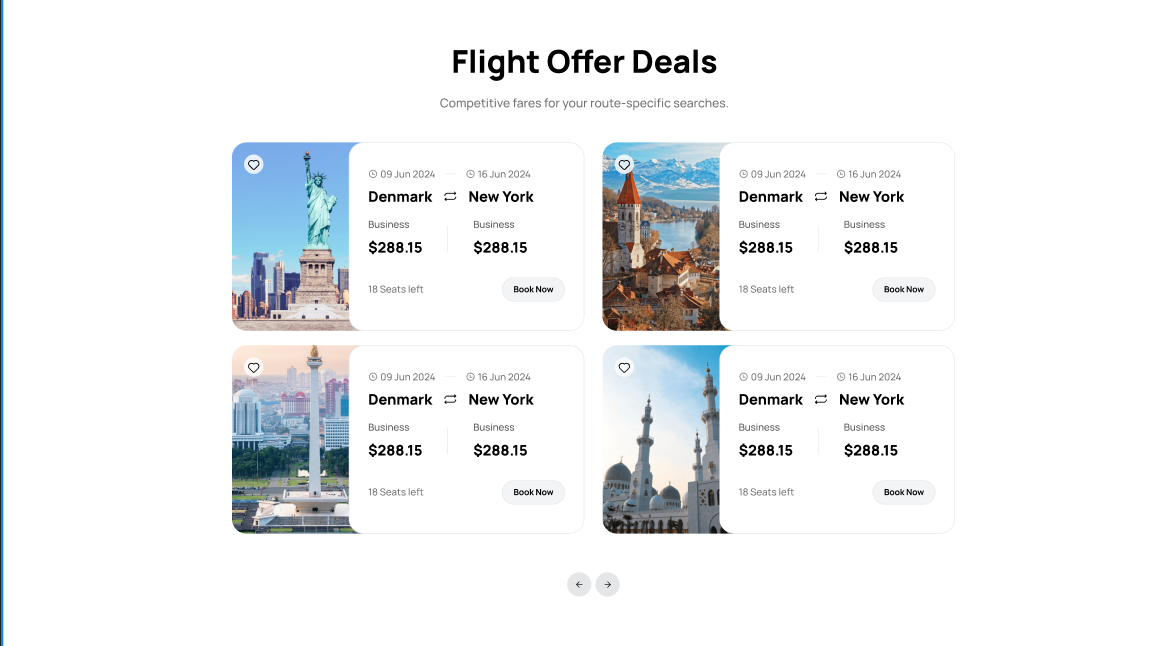 Flight Offer Deals
Competitive fares for your route-specific searches.
09 Jun 2024 16 Jun 2024
Denmark New York
Business Business
$288.15 $288.15
18 Seats left Book Now
09 Jun 2024 16 Jun 2024
Denmark New York
Business Business
$288.15 $288.15
18 Seats left Book Now
09 Jun 2024 16 Jun 2024
Denmark New York
Business Business
$288.15 $288.15
18 Seats left Book Now
09 Jun 2024 16 Jun 2024
Denmark New York
Business Business
$288.15 $288.15
18 Seats left Book Now